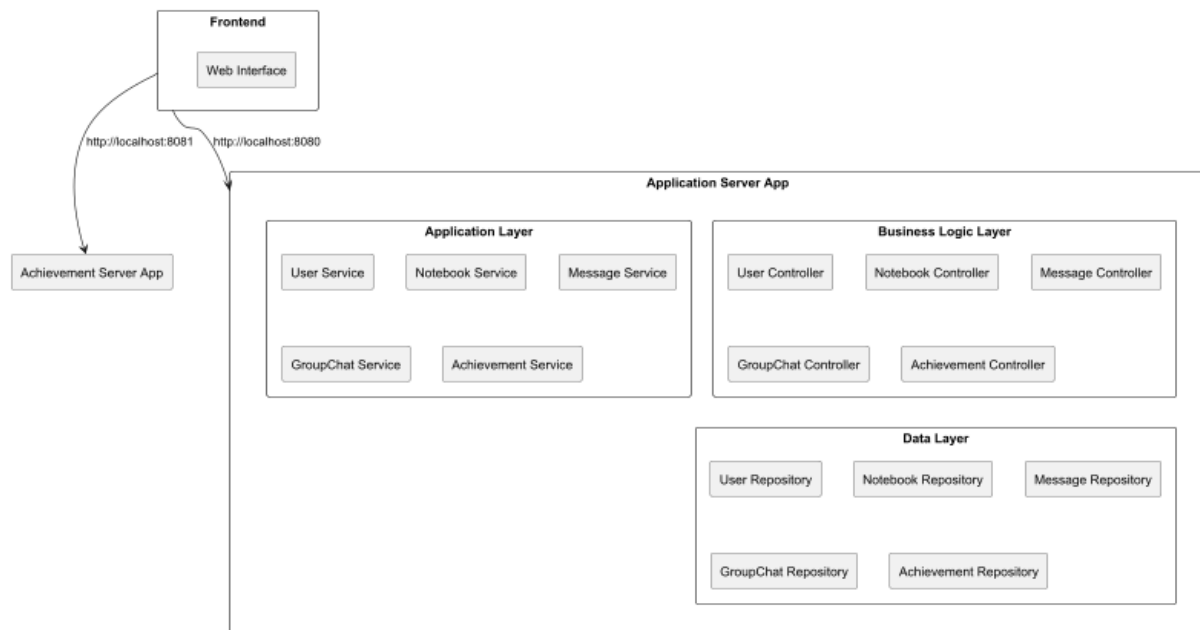 Frontend
Web Interface
http://localhost:8081
http://localhost:8080
Application Server App
Achievement Server App
Application Layer
User Service
Notebook Service
Message Service
GroupChat Service
Achievement Service
Business Logic Layer
User Controller
Notebook Controller
Message Controller
GroupChat Controller
Achievement Controller
Data Layer
User Repository
Notebook Repository
Message Repository
GroupChat Repository
Achievement Repository